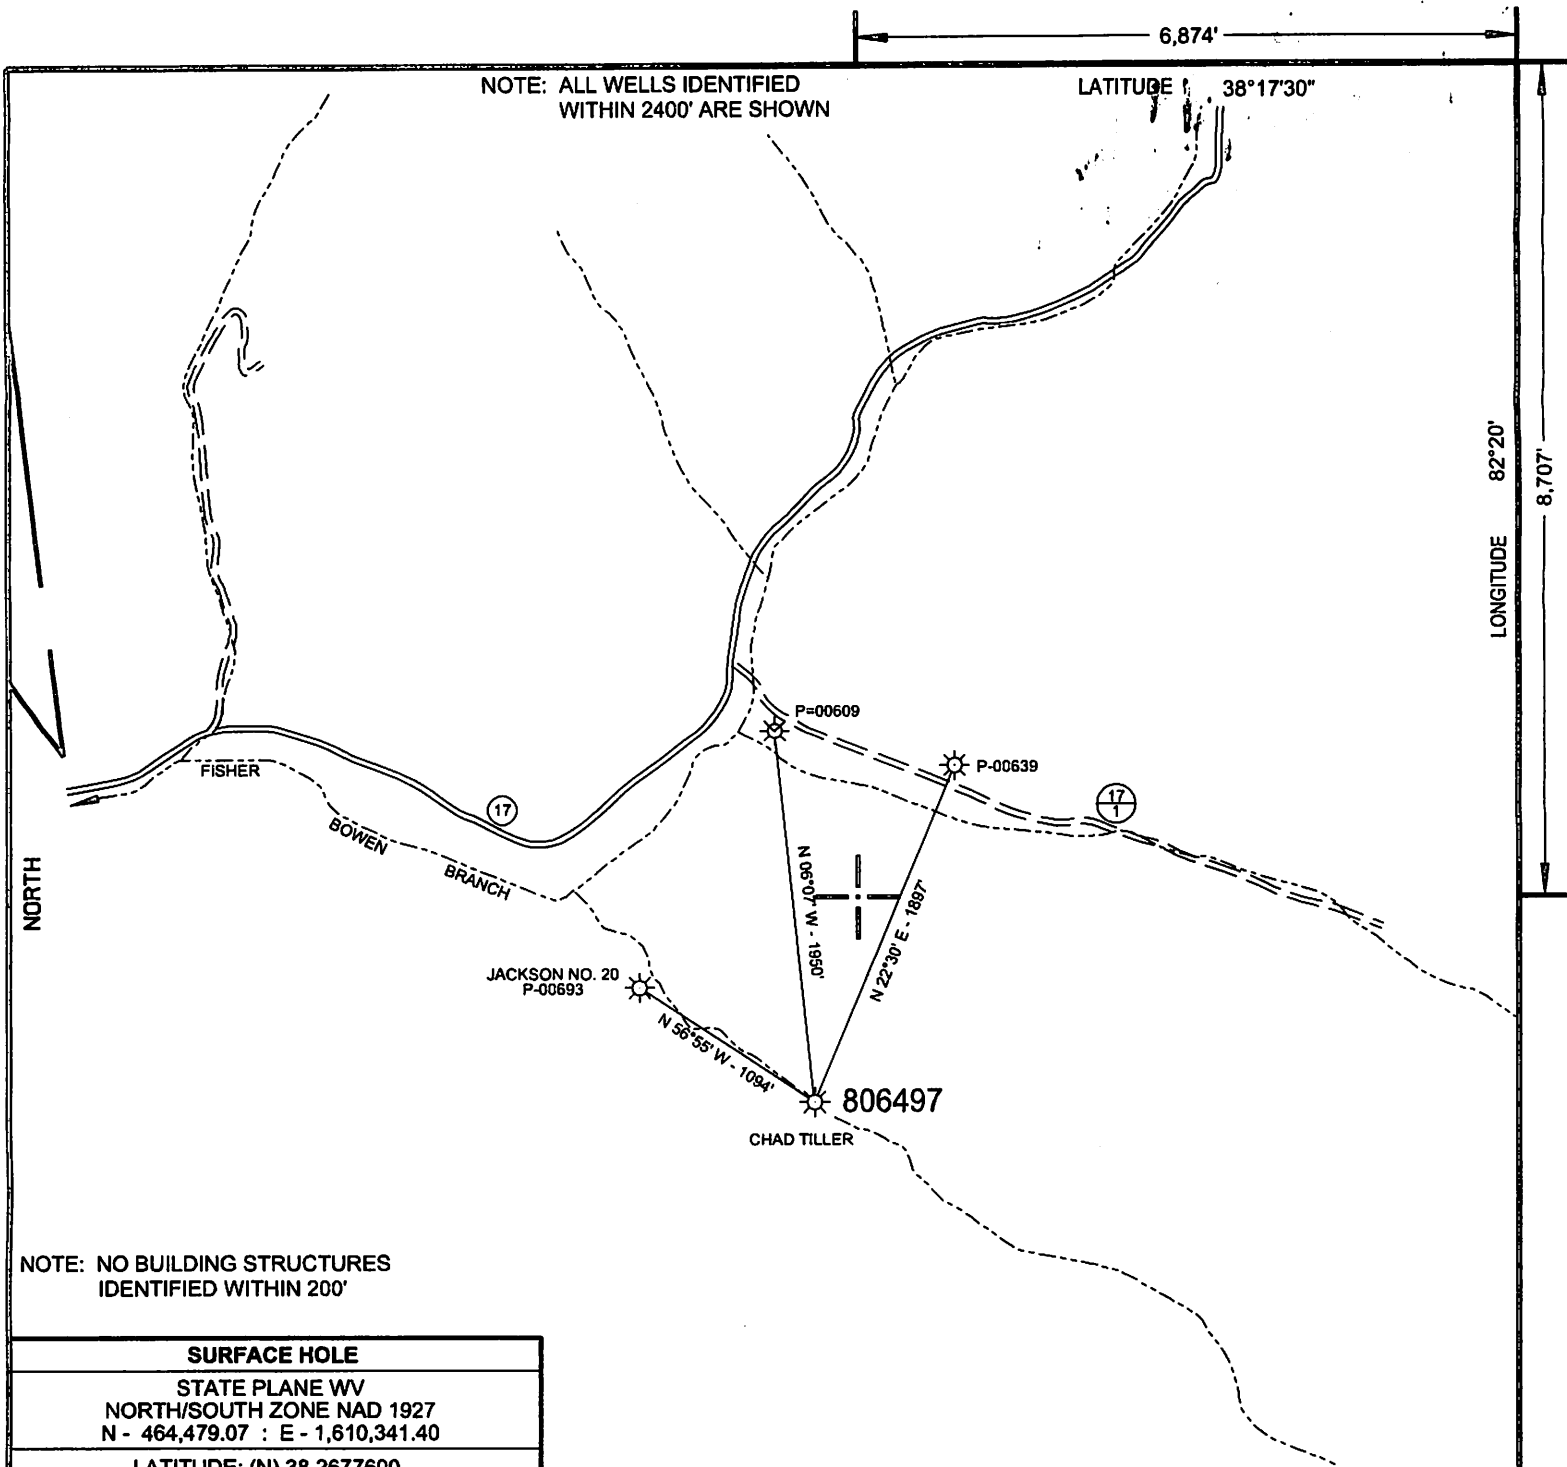 6,874'
NOTE: ALL WELLS IDENTIFIED
WITHIN 2400' ARE SHOWN
LATITUDE 38°17'30"
LONGITUDE 82°20'
8,707'
P=00609
P-00639
FISHER
17
17
1
BOWEN
BRANCH
NORTH
N 06°07' W - 1950'
N 22°30' E - 1897'
JACKSON NO. 20
P-00693
N 56°55' W - 1094'
806497
CHAD TILLER
NOTE: NO BUILDING STRUCTURES
IDENTIFIED WITHIN 200'
SURFACE HOLE
STATE PLANE WV
NORTH/SOUTH ZONE NAD 1927
N - 464,479.07 : E - 1,610,341.40
LATITUDE: (N) 38.2677600